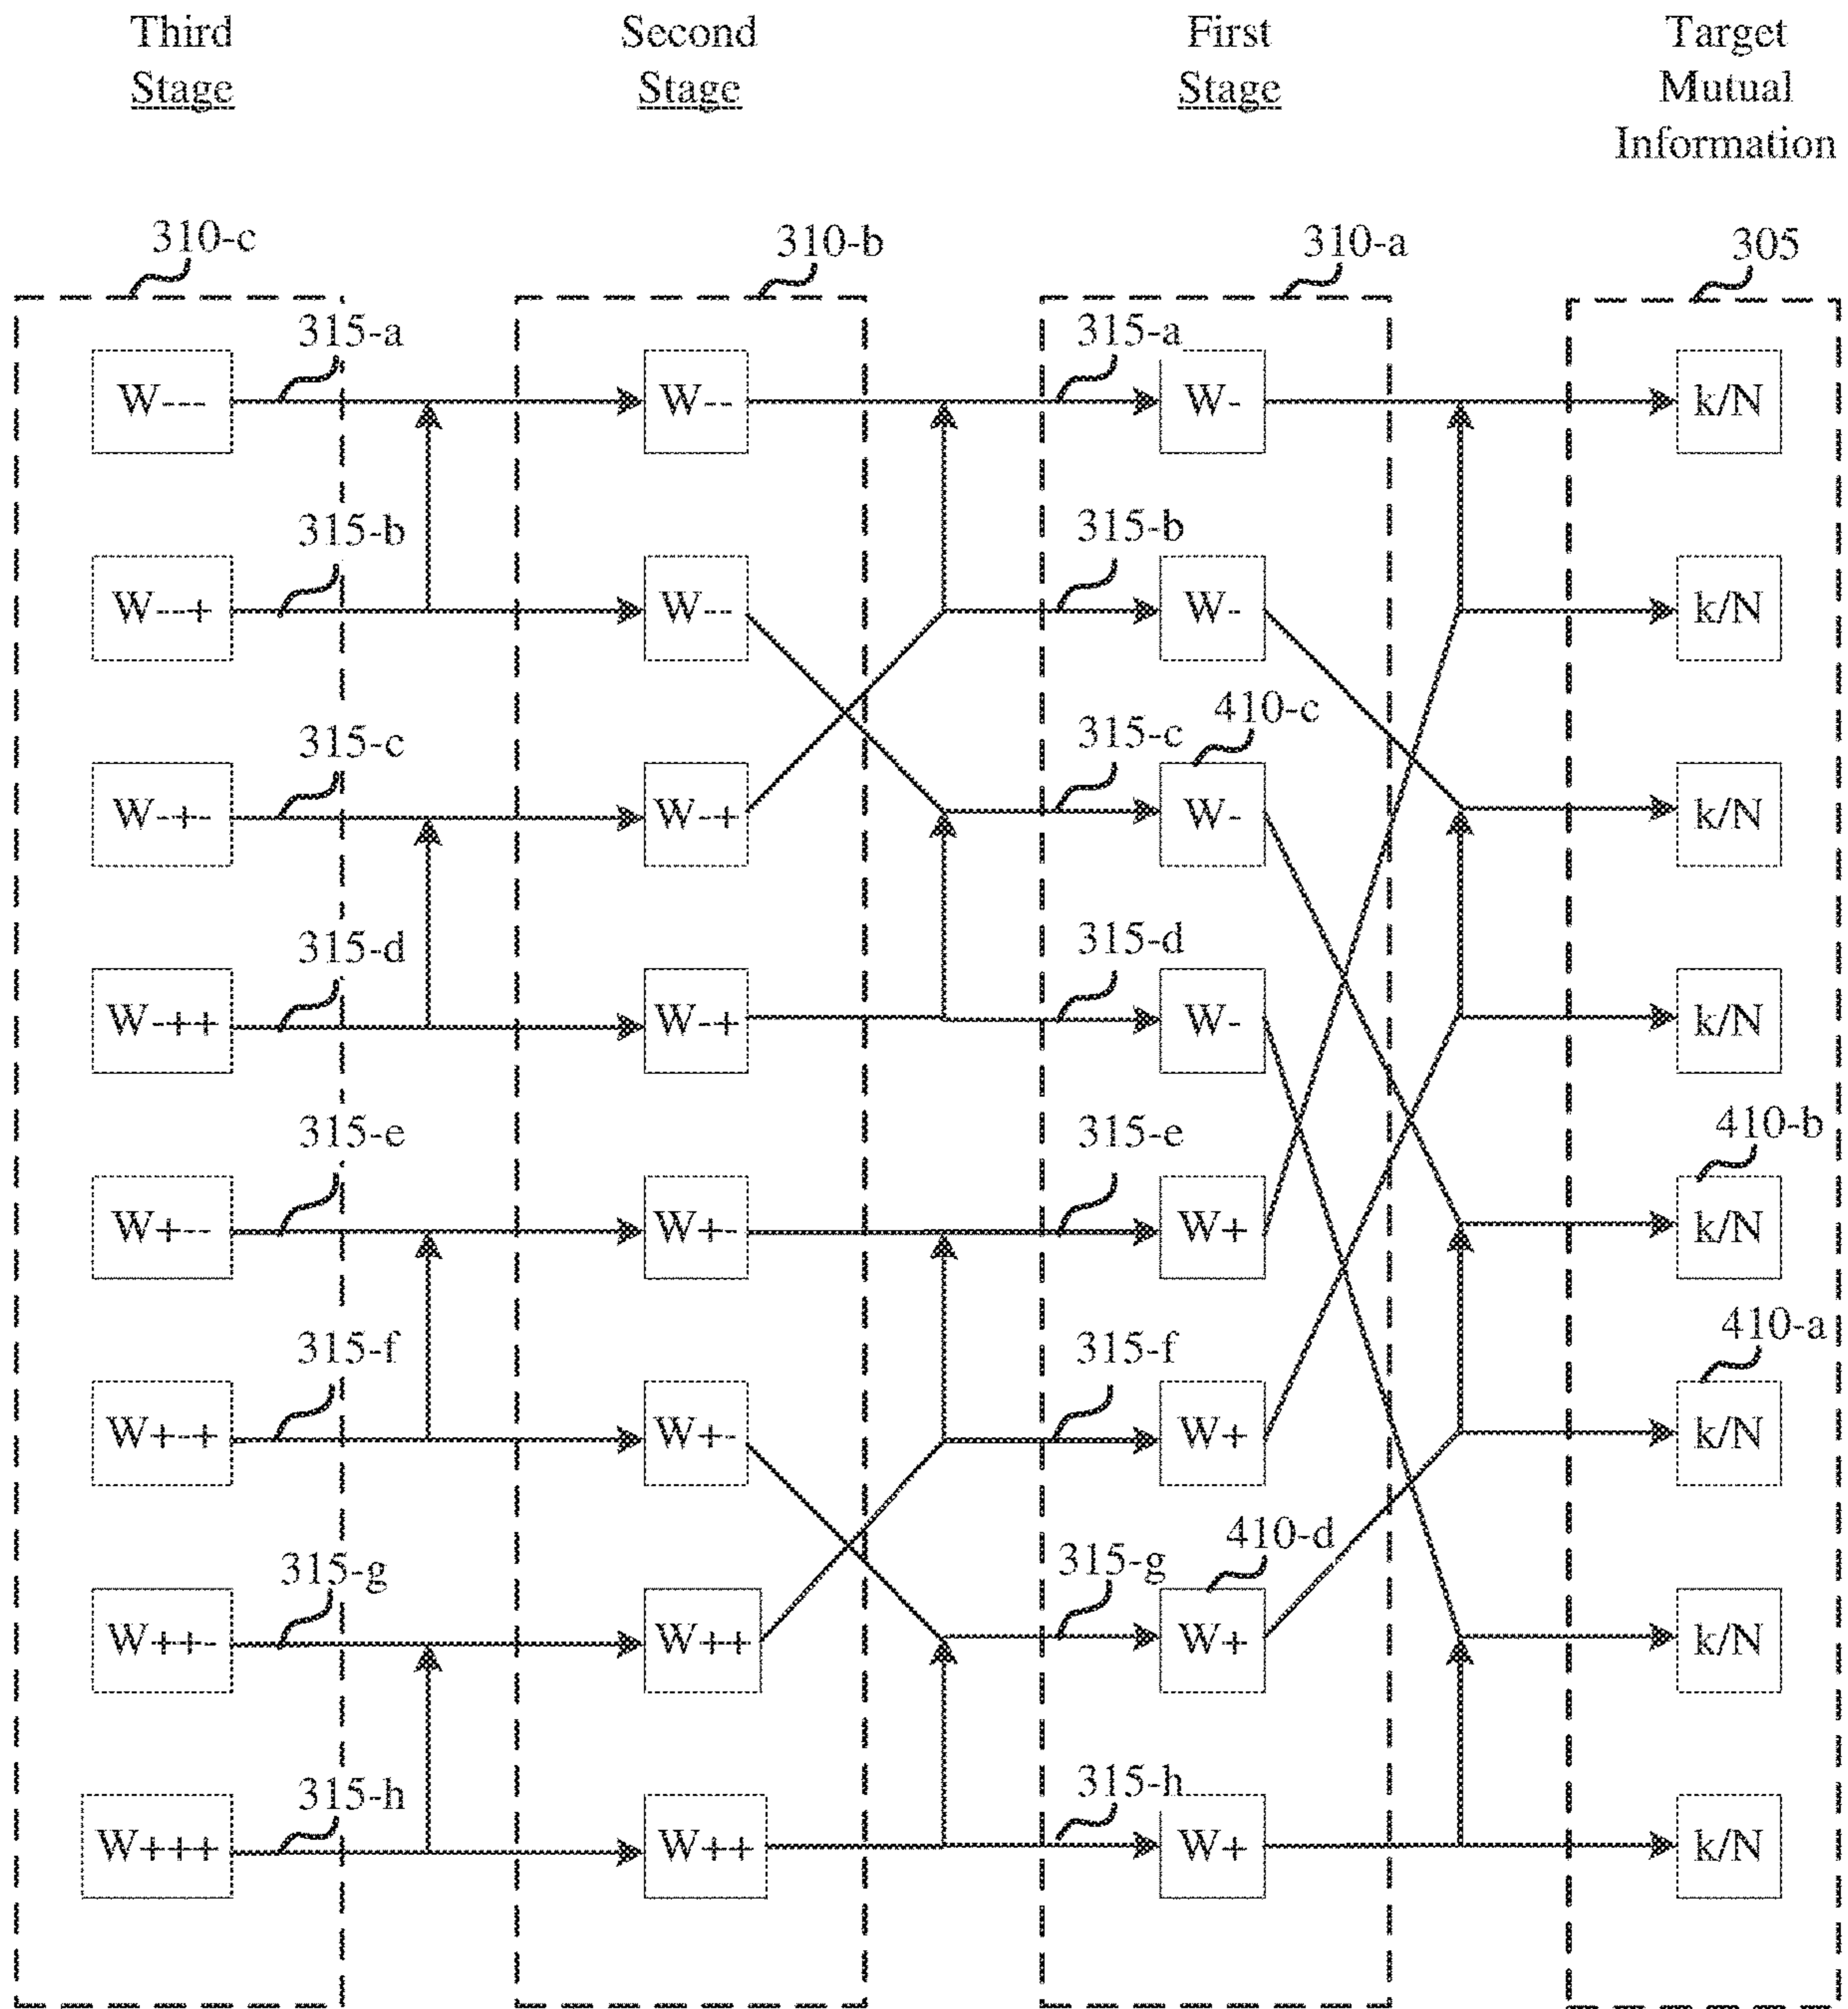 Third
Stage
Second
Stage
First
Stage
Target
Mutual
Information
310-c
310-b
310-a
305
315-a
315-a
W---
W--
W-
k/N
315-b
315-b
W--+
W--
W-
k/N
410-c
315-c
315-c
W-+-
W-+
W-
k/N
315-d
315-d
W-++
W-+
W-
k/N
410-b
315-e
315-e
W+--
W+-
W+
k/N
410-a
315-f
315-f
W+-+
W+-
W+
k/N
410-d
315-g
315-g
W++-
W++
W+
k/N
315-h
315-h
W+++
W++
W+
k/N